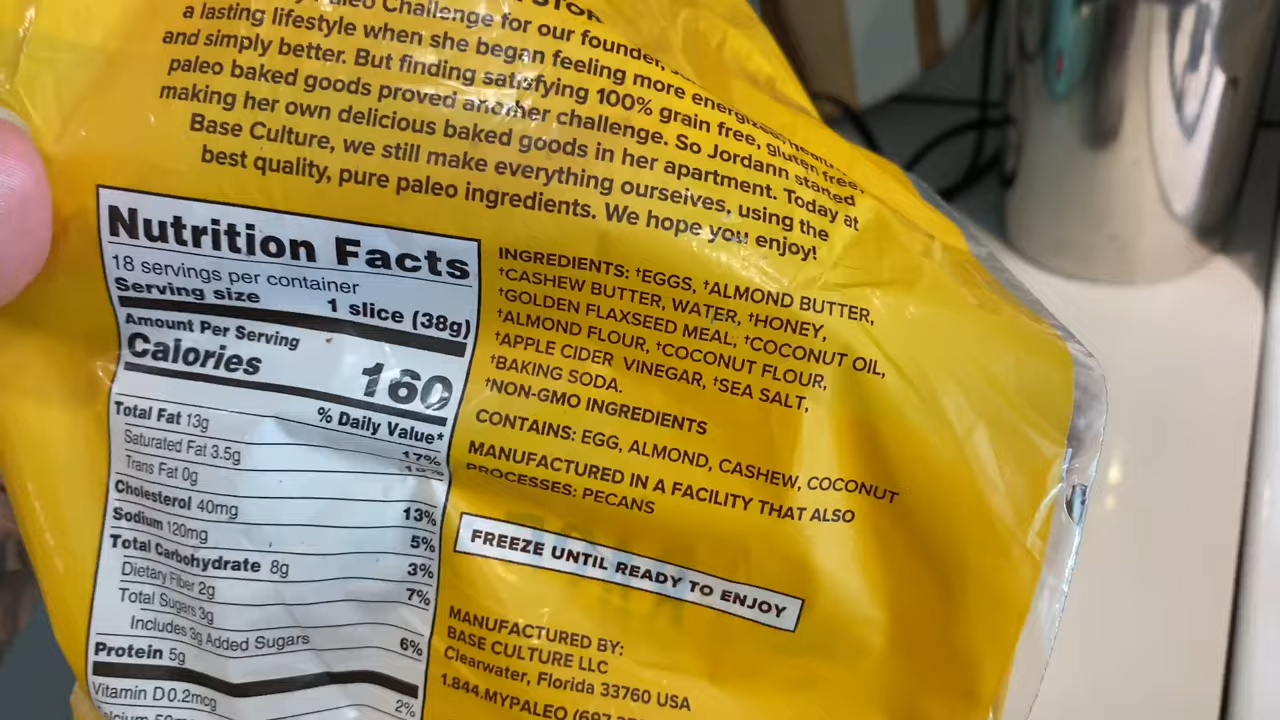 Challenge for our founder,
a lasting lifestyle when she began feeling more energized,
and simply better. But finding satisfying 100% grain free, gluten free,
paleo baked goods proved another challenge. So Jordann started
making her own delicious baked goods in her apartment. Today at
Base Culture, we still make everything ourselves, using the
best quality, pure paleo ingredients. We hope you enjoy!
Nutrition Facts
18 servings per container
Serving size 1 slice (38g)
Amount Per Serving
Calories 160
% Daily Value*
Total Fat 13g 17%
Saturated Fat 3.5g
Trans Fat 0g
Cholesterol 40mg 13%
Sodium 120mg 5%
Total Carbohydrate 8g 3%
Dietary Fiber 2g 7%
Total Sugars 3g
Includes 3g Added Sugars 6%
Protein 5g
Vitamin D 0.2mcg 2%
INGREDIENTS: †EGGS, †ALMOND BUTTER,
†CASHEW BUTTER, WATER, †HONEY,
†GOLDEN FLAXSEED MEAL, †COCONUT OIL,
†ALMOND FLOUR, †COCONUT FLOUR,
†APPLE CIDER VINEGAR, †SEA SALT,
†BAKING SODA.
†NON-GMO INGREDIENTS
CONTAINS: EGG, ALMOND, CASHEW, COCONUT
MANUFACTURED IN A FACILITY THAT ALSO
PROCESSES: PECANS
FREEZE UNTIL READY TO ENJOY
MANUFACTURED BY:
BASE CULTURE LLC
Clearwater, Florida 33760 USA
1.844.MYPALEO